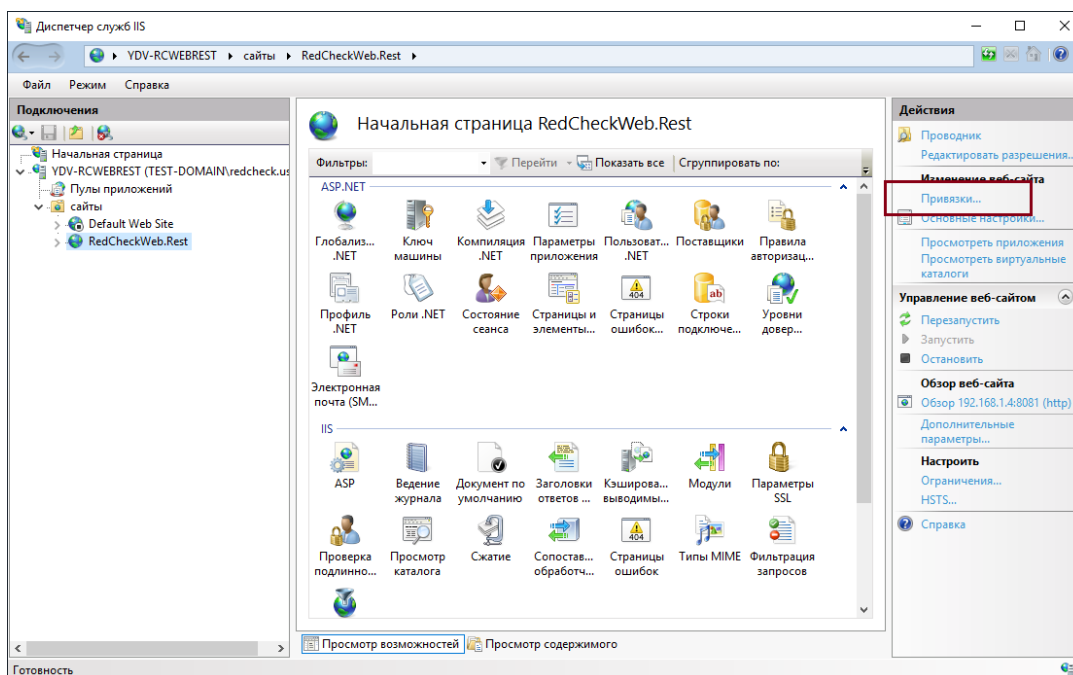 Диспетчер служб IIS
YDV-RCWEBREST
сайты
RedCheckWeb.Rest
Файл
Режим
Справка
Подключения
Начальная страница
YDV-RCWEBREST (TEST-DOMAIN\redcheck.us
Пулы приложений
сайты
Default Web Site
RedCheckWeb.Rest
Начальная страница RedCheckWeb.Rest
Фильтры:
Перейти
Показать все
Сгруппировать по:
ASP.NET
Глобализ...
.NET
Ключ
машины
Компиляция
.NET
Параметры
приложения
Пользоват...
.NET
Поставщики
Правила
авторизац...
404
ab
Профиль
.NET
Роли .NET
Состояние
сеанса
Страницы и
элементы...
Страницы
ошибок...
Строки
подключе...
Уровни
довер...
Электронная
почта (SM...
IIS
ASP
Ведение
журнала
Документ по
умолчанию
Заголовки
ответов ...
Кэширова...
выводимы...
Модули
Параметры
SSL
404
Проверка
подлинно...
Просмотр
каталога
Сжатие
Сопостав...
обработч...
Страницы
ошибок
Типы MIME
Фильтрация
запросов
Просмотр возможностей
Просмотр содержимого
Действия
Проводник
Редактировать разрешения...
Изменение веб-сайта
Привязки...
Основные настройки...
Просмотреть приложения
Просмотреть виртуальные
каталоги
Управление веб-сайтом
Перезапустить
Запустить
Остановить
Обзор веб-сайта
Обзор 192.168.1.4:8081 (http)
Дополнительные
параметры...
Настроить
Ограничения...
HSTS...
Справка
Готовность